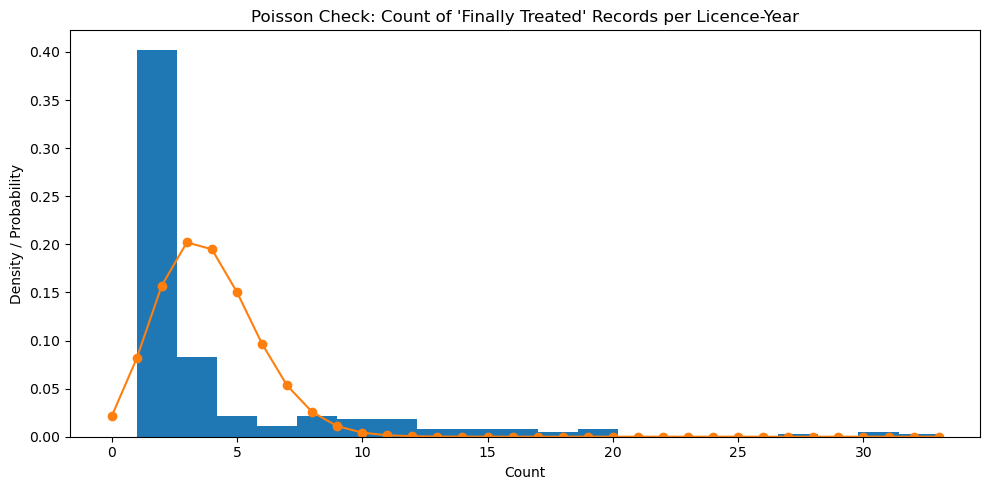 Poisson Check: Count of 'Finally Treated' Records per Licence-Year
Density / Probability
0.40
0.35
0.30
0.25
0.20
0.15
0.10
0.05
0.00
0 5 10 15 20 25 30
Count